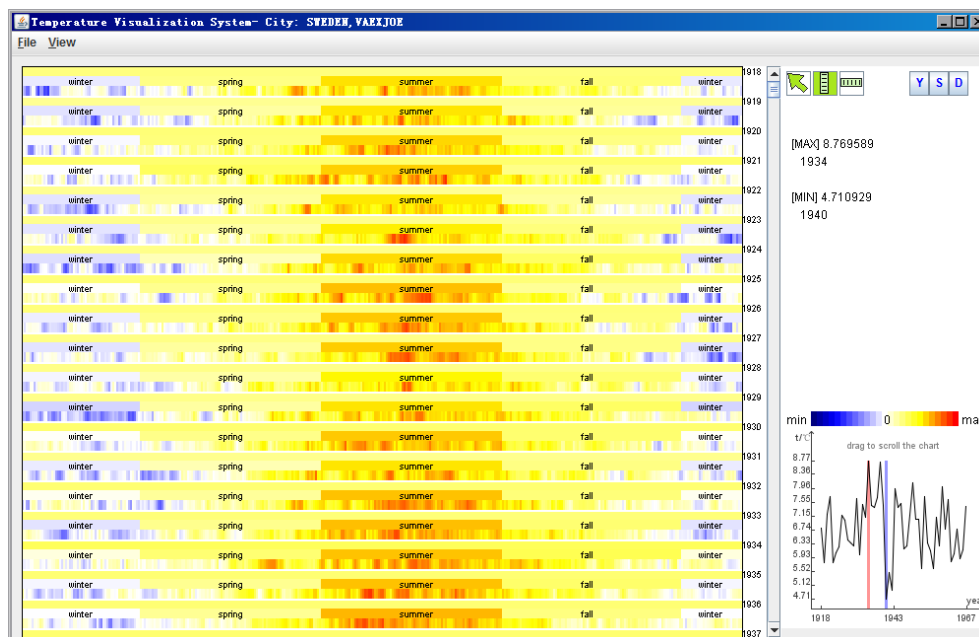 Temperature Visualization System- City: SWEDEN,VAEXJOE
File View
1918
winter spring summer fall winter
1919
winter spring summer fall winter
1920
winter spring summer fall winter
1921
winter spring summer fall winter
1922
winter spring summer fall winter
1923
winter spring summer fall winter
1924
winter spring summer fall winter
1925
winter spring summer fall winter
1926
winter spring summer fall winter
1927
winter spring summer fall winter
1928
winter spring summer fall winter
1929
winter spring summer fall winter
1930
winter spring summer fall winter
1931
winter spring summer fall winter
1932
winter spring summer fall winter
1933
winter spring summer fall winter
1934
winter spring summer fall winter
1935
winter spring summer fall winter
1936
winter spring summer fall winter
1937
Y S D
[MAX] 8.769589
1934
[MIN] 4.710929
1940
min 0 ma
t/℃
drag to scroll the chart
8.77
8.36
7.96
7.55
7.15
6.74
6.33
5.93
5.52
5.12
4.71
yea
1918 1943 1967